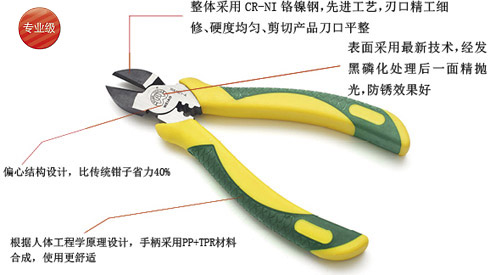 专业级
整体采用 CR-NI 铬镍钢,先进工艺,刃口精工细
修、硬度均匀、剪切产品刀口平整
表面采用最新技术,经发
黑磷化处理后一面精抛
光,防锈效果好
偏心结构设计，比传统钳子省力40%
根据人体工程学原理设计，手柄采用PP+TPR材料
合成，使用更舒适